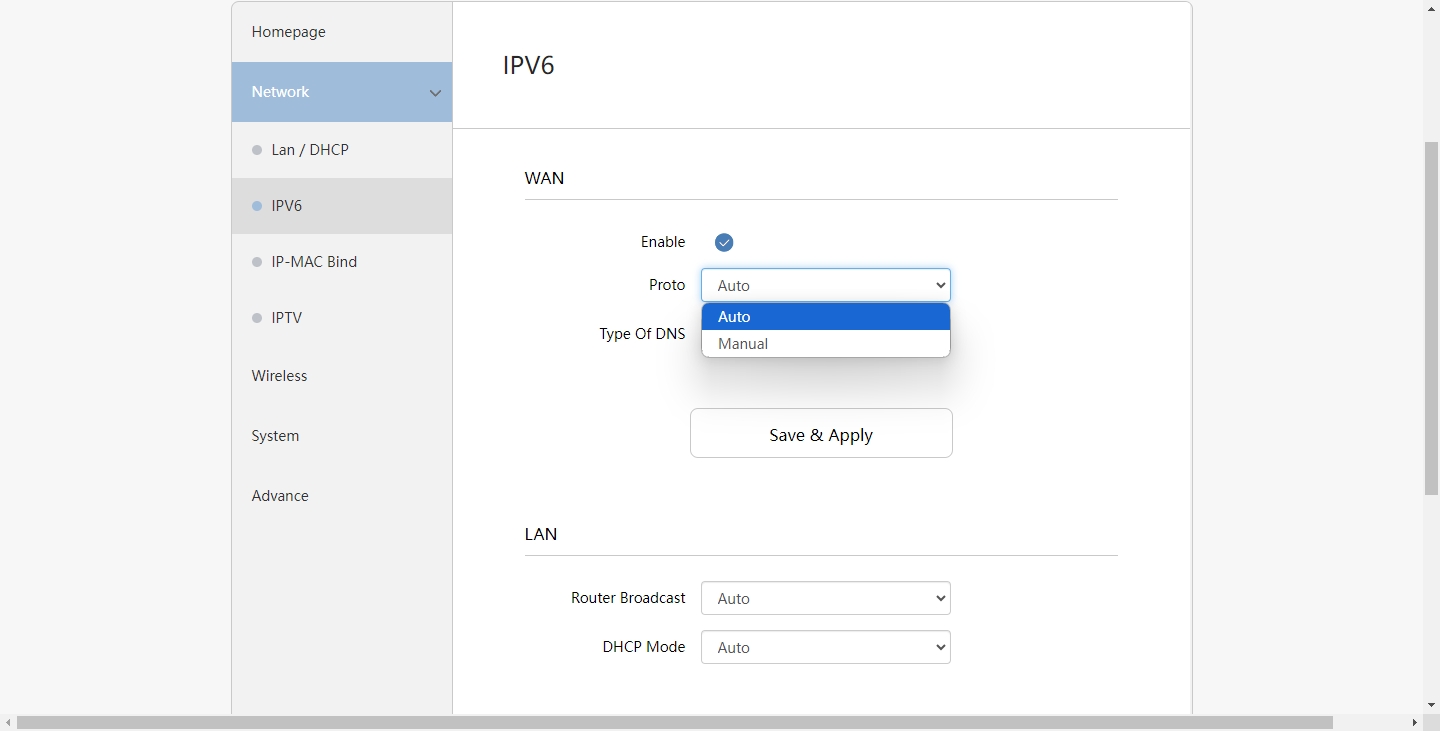 Homepage
Network
Lan / DHCP
IPV6
IP-MAC Bind
IPTV
Wireless
System
Advance
IPV6
WAN
Enable
Proto Auto
Auto
Type Of DNS
Manual
Save & Apply
LAN
Router Broadcast Auto
DHCP Mode Auto